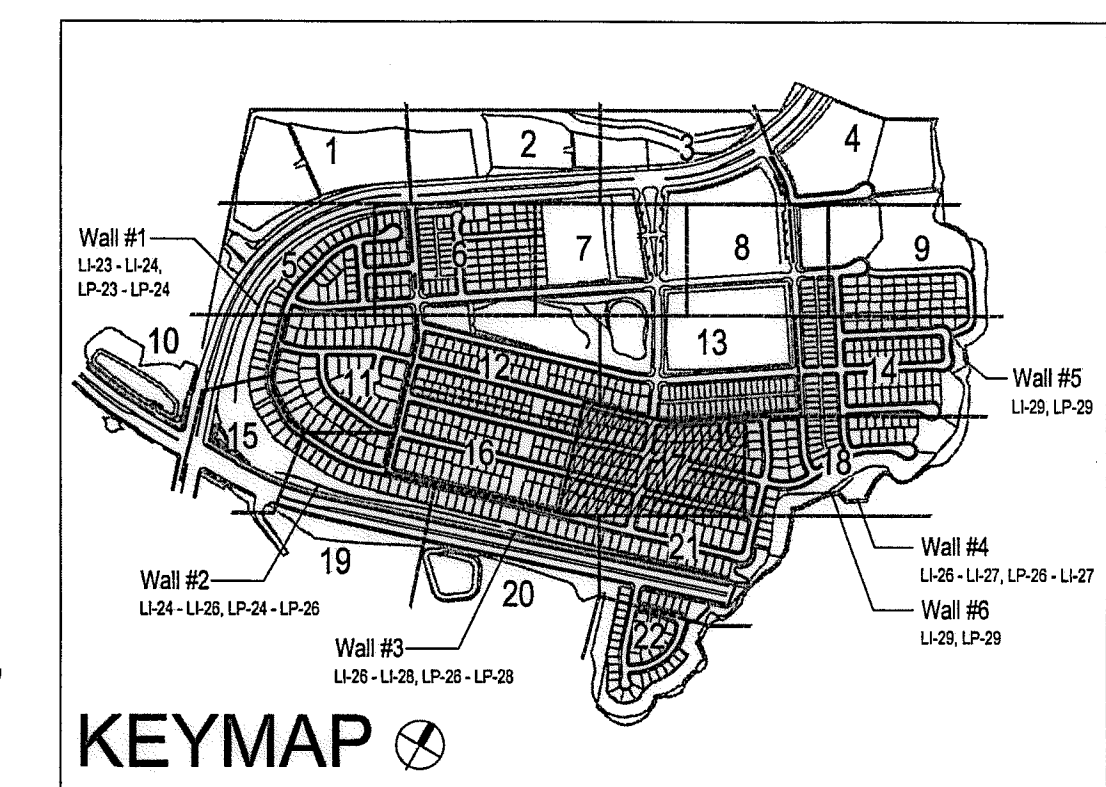 1
2
3
4
Wall #1
LI-23 - LI-24,
LP-23 - LP-24
5
6
7
8
9
10
11
12
13
14
Wall #5
LI-29, LP-29
15
16
17
18
Wall #4
LI-26 - LI-27, LP-26 - LI-27
19
20
21
Wall #2
LI-24 - LI-26, LP-24 - LP-26
Wall #6
LI-29, LP-29
22
Wall #3
LI-26 - LI-28, LP-26 - LP-28
KEYMAP